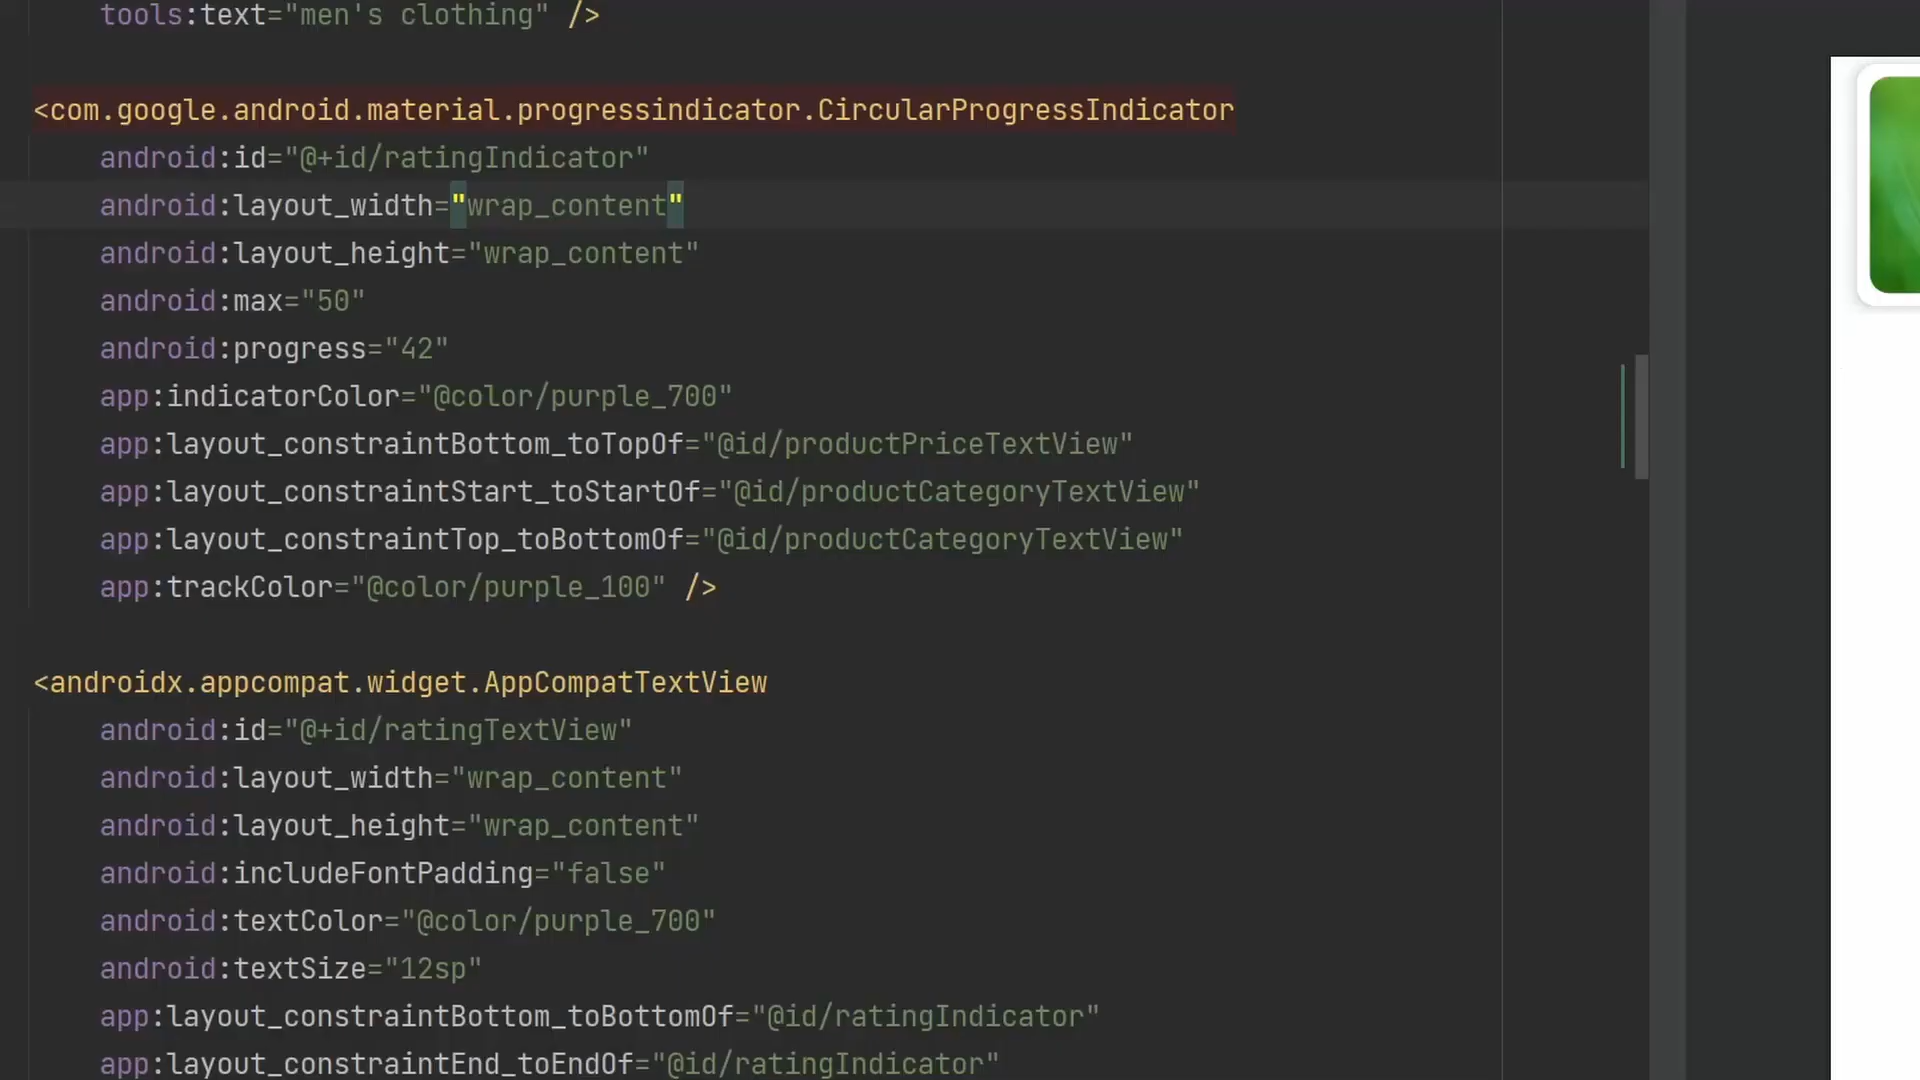 tools:text="men's clothing" />
<com.google.android.material.progressindicator.CircularProgressIndicator
android:id="@+id/ratingIndicator"
android:layout_width="wrap_content"
android:layout_height="wrap_content"
android:max="50"
android:progress="42"
app:indicatorColor="@color/purple_700"
app:layout_constraintBottom_toTopOf="@id/productPriceTextView"
app:layout_constraintStart_toStartOf="@id/productCategoryTextView"
app:layout_constraintTop_toBottomOf="@id/productCategoryTextView"
app:trackColor="@color/purple_100" />
<androidx.appcompat.widget.AppCompatTextView
android:id="@+id/ratingTextView"
android:layout_width="wrap_content"
android:layout_height="wrap_content"
android:includeFontPadding="false"
android:textColor="@color/purple_700"
android:textSize="12sp"
app:layout_constraintBottom_toBottomOf="@id/ratingIndicator"
app:layout_constraintEnd_toEndOf="@id/ratingIndicator"